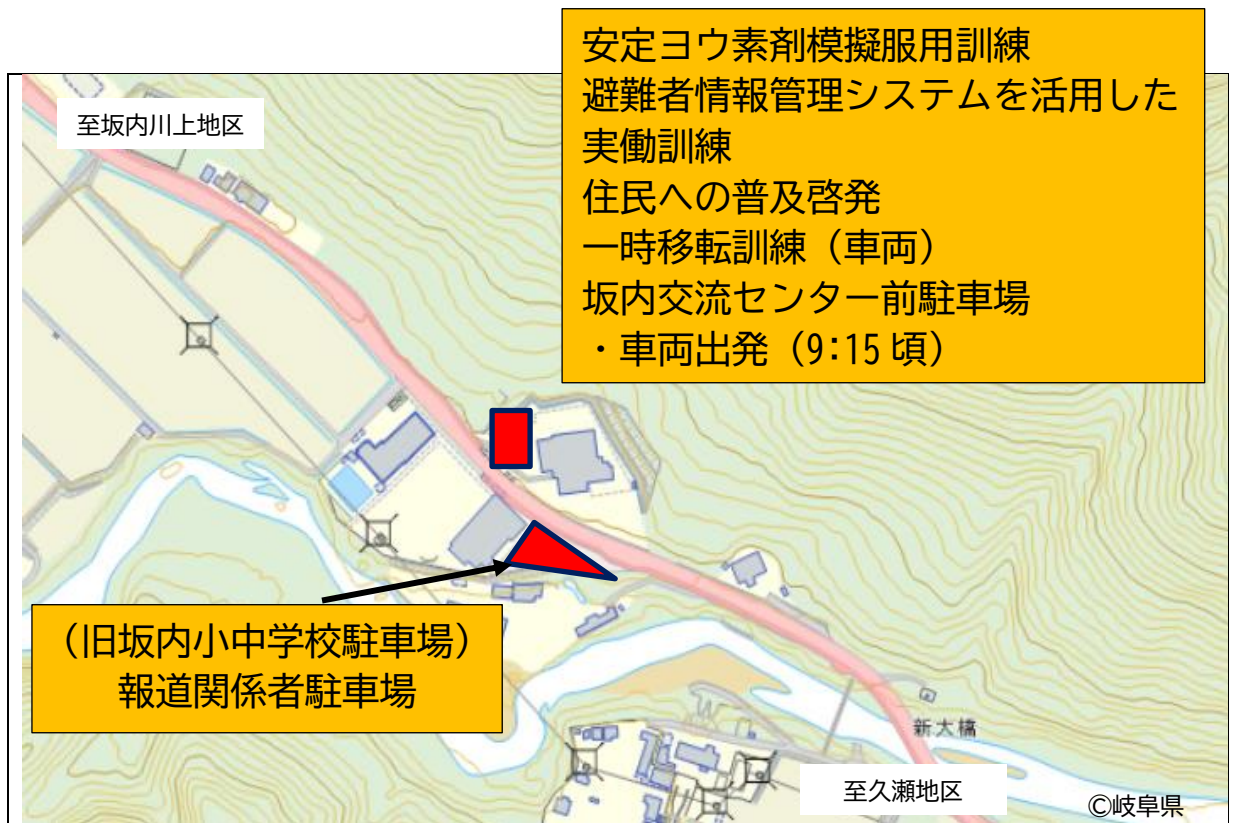 安定ヨウ素剤模擬服用訓練
避難者情報管理システムを活用した
実働訓練
住民への普及啓発
一時移転訓練（車両）
坂内交流センター前駐車場
・車両出発（9:15頃）
至坂内川上地区
（旧坂内小中学校駐車場）
報道関係者駐車場
新大橋
至久瀬地区
©岐阜県